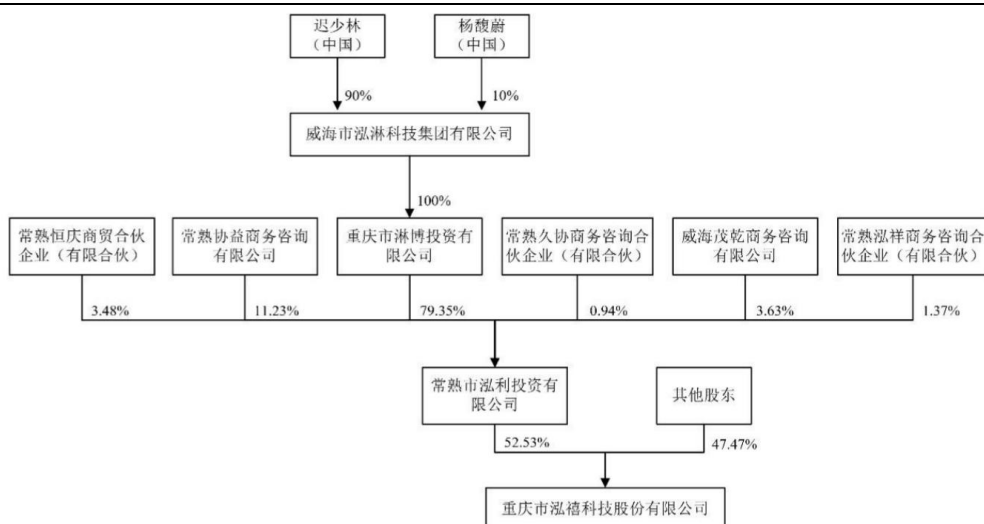 迟少林
（中国）
杨馥蔚
（中国）
90%
10%
威海市泓淋科技集团有限公司
100%
常熟恒庆商贸合伙
企业（有限合伙）
常熟协益商务咨询
有限公司
重庆市淋博投资有
限公司
常熟久协商务咨询合
伙企业（有限合伙）
威海茂乾商务咨询
有限公司
常熟泓祥商务咨询合
伙企业（有限合伙）
3.48%
11.23%
79.35%
0.94%
3.63%
1.37%
常熟市泓利投资有
限公司
其他股东
52.53%
47.47%
重庆市泓禧科技股份有限公司